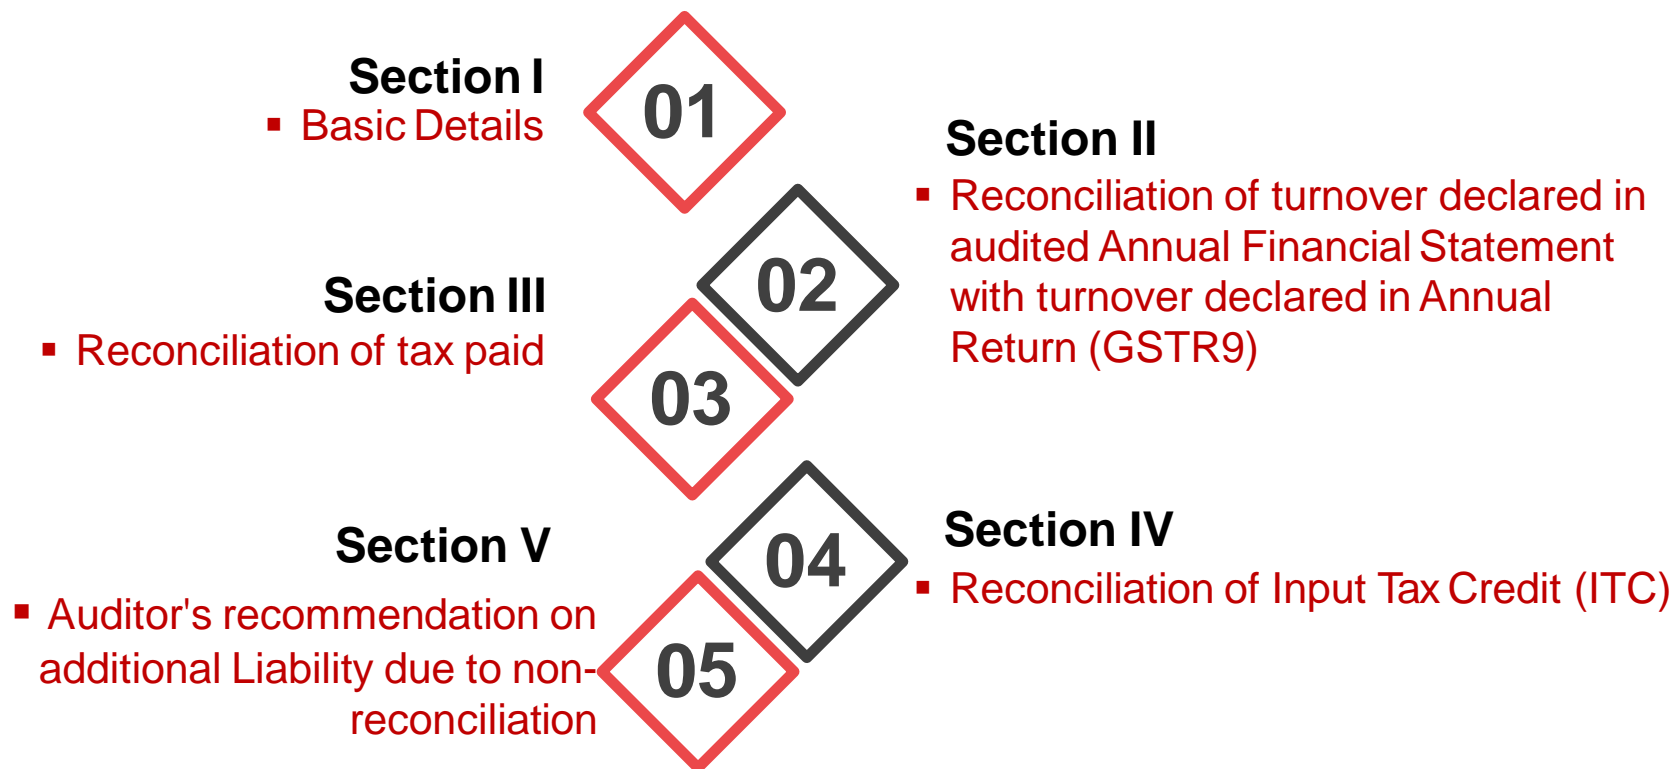 Section I
▪ Basic Details
01
Section II
▪ Reconciliation of turnover declared in
audited Annual Financial Statement
with turnover declared in Annual
Return (GSTR9)
02
Section III
▪ Reconciliation of tax paid
03
Section IV
▪ Reconciliation of Input Tax Credit (ITC)
04
Section V
▪ Auditor's recommendation on
additional Liability due to non-
reconciliation
05